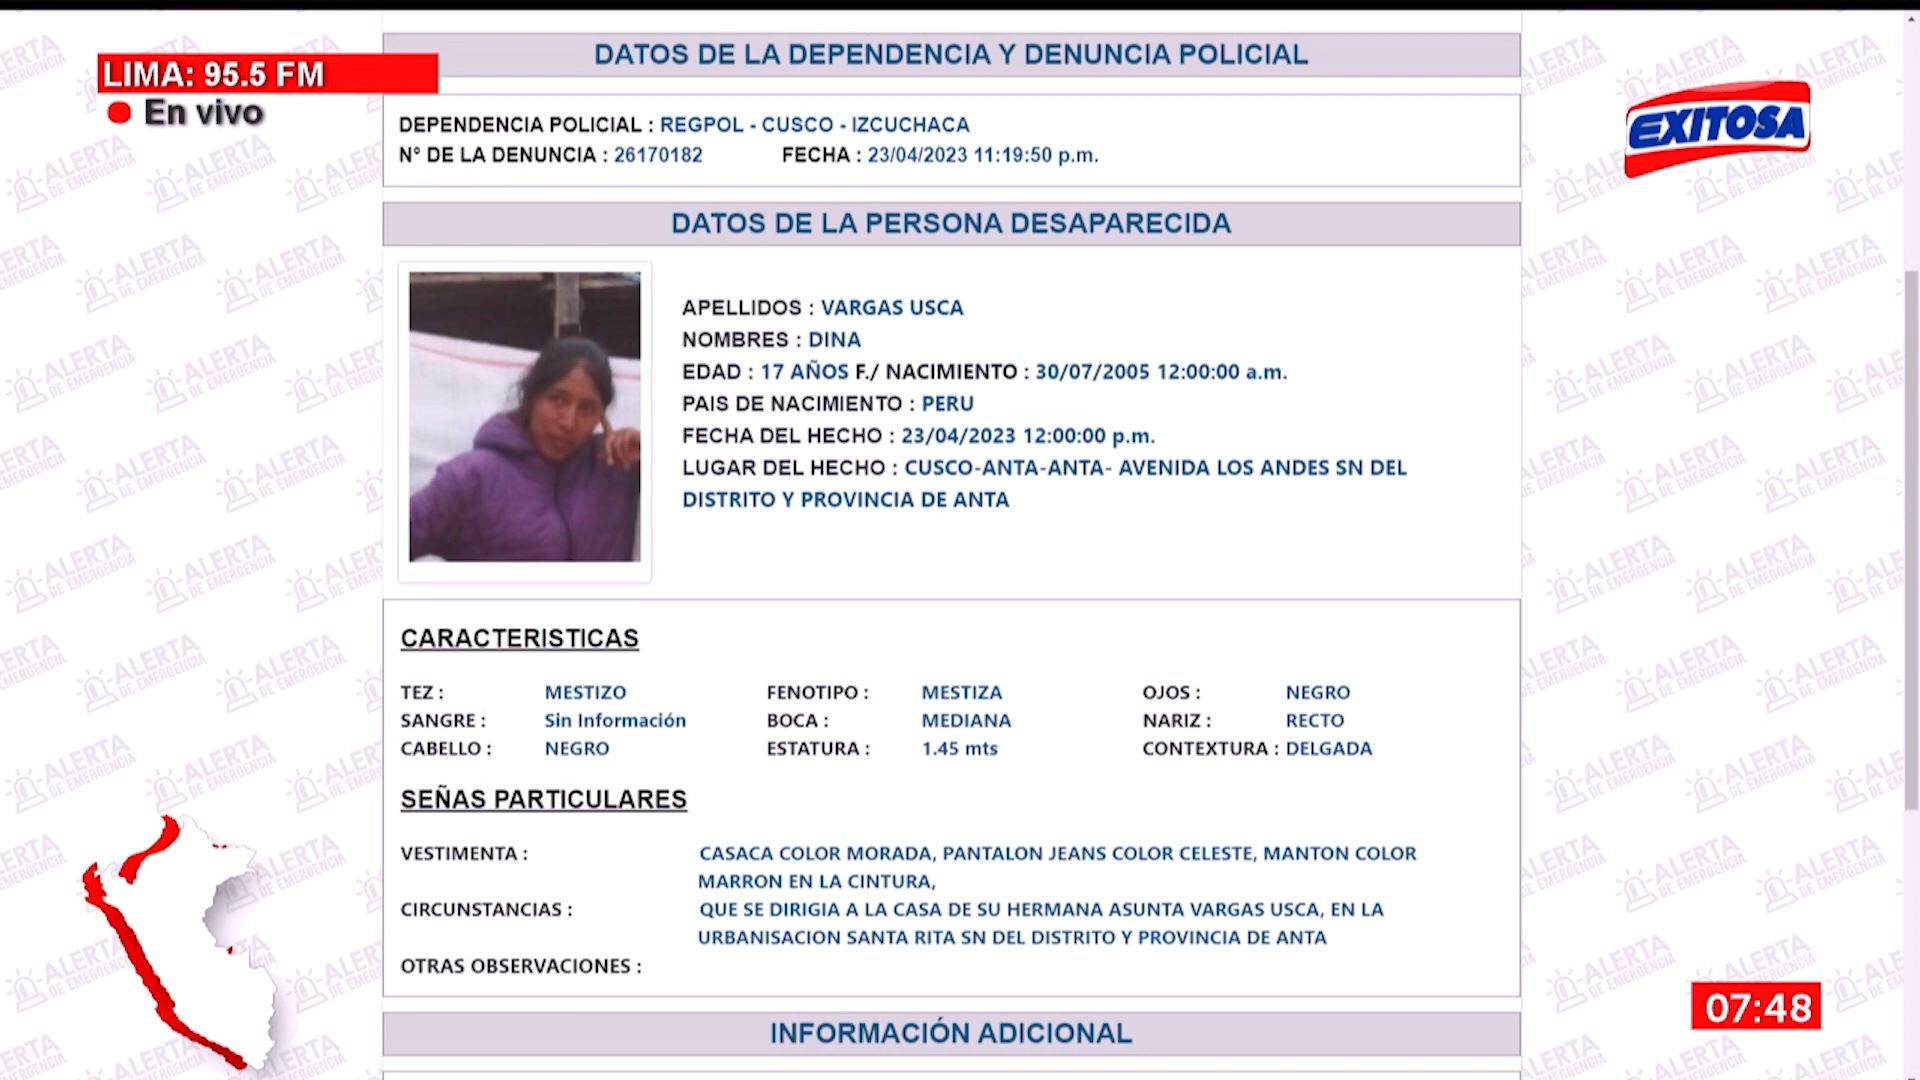 DATOS DE LA DEPENDENCIA Y DENUNCIA POLICIAL
LIMA: 95.5 FM
En vivo
EXITOSA
DEPENDENCIA POLICIAL : REGPOL - CUSCO - IZCUCHACA
N° DE LA DENUNCIA : 26170182 FECHA : 23/04/2023 11:19:50 p.m.
DATOS DE LA PERSONA DESAPARECIDA
APELLIDOS : VARGAS USCA
NOMBRES : DINA
EDAD : 17 AÑOS F./ NACIMIENTO : 30/07/2005 12:00:00 a.m.
PAIS DE NACIMIENTO : PERU
FECHA DEL HECHO : 23/04/2023 12:00:00 p.m.
LUGAR DEL HECHO : CUSCO-ANTA-ANTA- AVENIDA LOS ANDES SN DEL
DISTRITO Y PROVINCIA DE ANTA
CARACTERISTICAS
TEZ : MESTIZO FENOTIPO : MESTIZA OJOS : NEGRO
SANGRE : Sin Información BOCA : MEDIANA NARIZ : RECTO
CABELLO : NEGRO ESTATURA : 1.45 mts CONTEXTURA : DELGADA
SEÑAS PARTICULARES
VESTIMENTA : CASACA COLOR MORADA, PANTALON JEANS COLOR CELESTE, MANTON COLOR
MARRON EN LA CINTURA,
CIRCUNSTANCIAS : QUE SE DIRIGIA A LA CASA DE SU HERMANA ASUNTA VARGAS USCA, EN LA
URBANISACION SANTA RITA SN DEL DISTRITO Y PROVINCIA DE ANTA
OTRAS OBSERVACIONES :
INFORMACIÓN ADICIONAL
07:48
ALERTA
DE EMERGENCIA